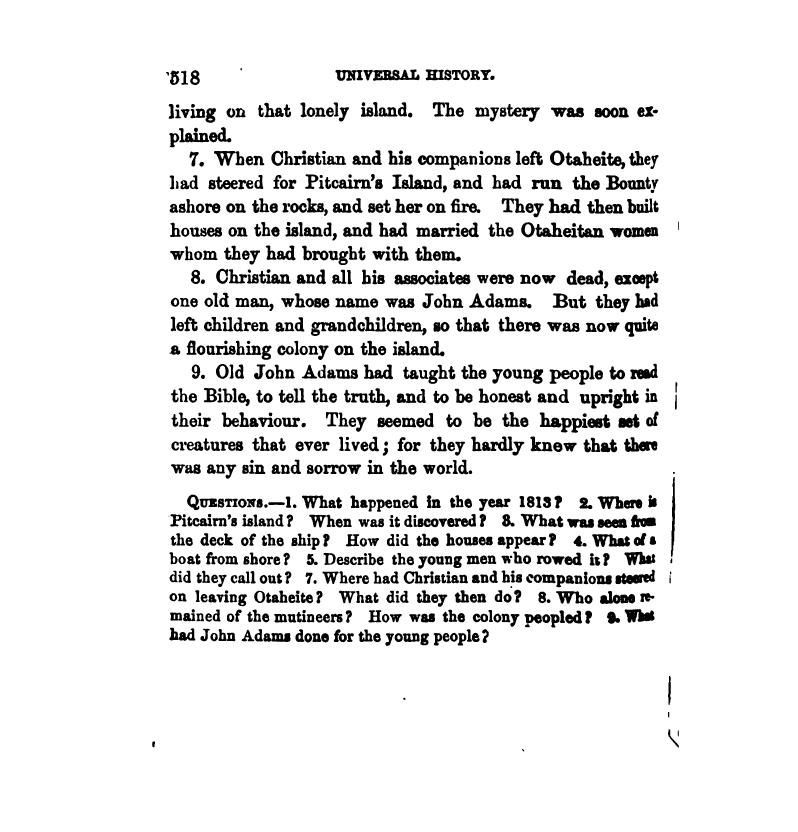 518 UNIVERSAL HISTORY.
living on that lonely island. The mystery was soon ex-
plained.
7. When Christian and his companions left Otaheite, they
had steered for Pitcairn's Island, and had run the Bounty
ashore on the rocks, and set her on fire. They had then built
houses on the island, and had married the Otaheitan women
whom they had brought with them.
8. Christian and all his associates were now dead, except
one old man, whose name was John Adams. But they had
left children and grandchildren, so that there was now quite
a flourishing colony on the island.
9. Old John Adams had taught the young people to read
the Bible, to tell the truth, and to be honest and upright in
their behaviour. They seemed to be the happiest set of
creatures that ever lived; for they hardly knew that there
was any sin and sorrow in the world.
QUESTIONS.—1. What happened in the year 1813? 2. Where is
Pitcairn's island? When was it discovered? 3. What was seen from
the deck of the ship? How did the houses appear? 4. What of a
boat from shore? 5. Describe the young men who rowed it? What
did they call out? 7. Where had Christian and his companions steered
on leaving Otaheite? What did they then do? 8. Who alone re-
mained of the mutineers? How was the colony peopled? 9. What
had John Adams done for the young people?